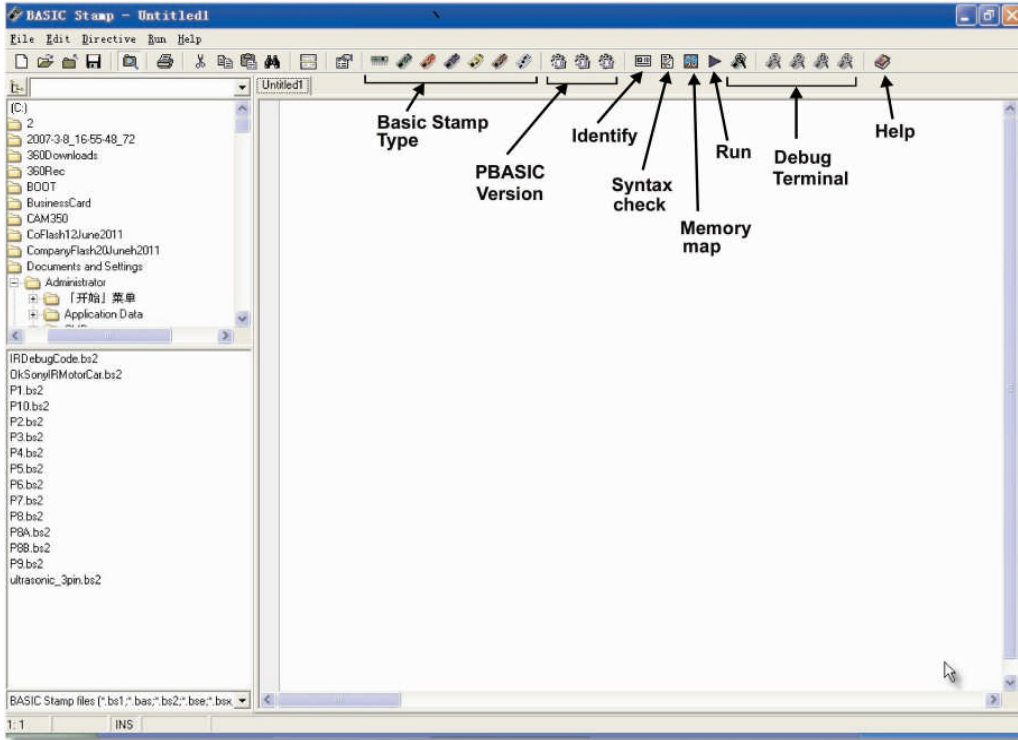 BASIC Stamp - Untitled1
File Edit Directive Run Help
Untitled1
(C:)
2
2007-3-8_16-55-48_72
360Downloads
360Rec
BOOT
BusinessCard
CAM350
CoFlash12June2011
CompanyFlash20Juneh2011
Documents and Settings
Administrator
「开始」菜单
Application Data
Basic Stamp
Type
PBASIC
Version
Identify
Syntax
check
Memory
map
Run
Debug
Terminal
Help
IRDebugCode.bs2
OkSonyIRMotorCar.bs2
P1.bs2
P10.bs2
P2.bs2
P3.bs2
P4.bs2
P5.bs2
P6.bs2
P7.bs2
P8.bs2
P8A.bs2
P8B.bs2
P9.bs2
ultrasonic_3pin.bs2
BASIC Stamp files (*.bs1;*.bas;*.bs2;*.bse;*.bsx
1: 1 INS